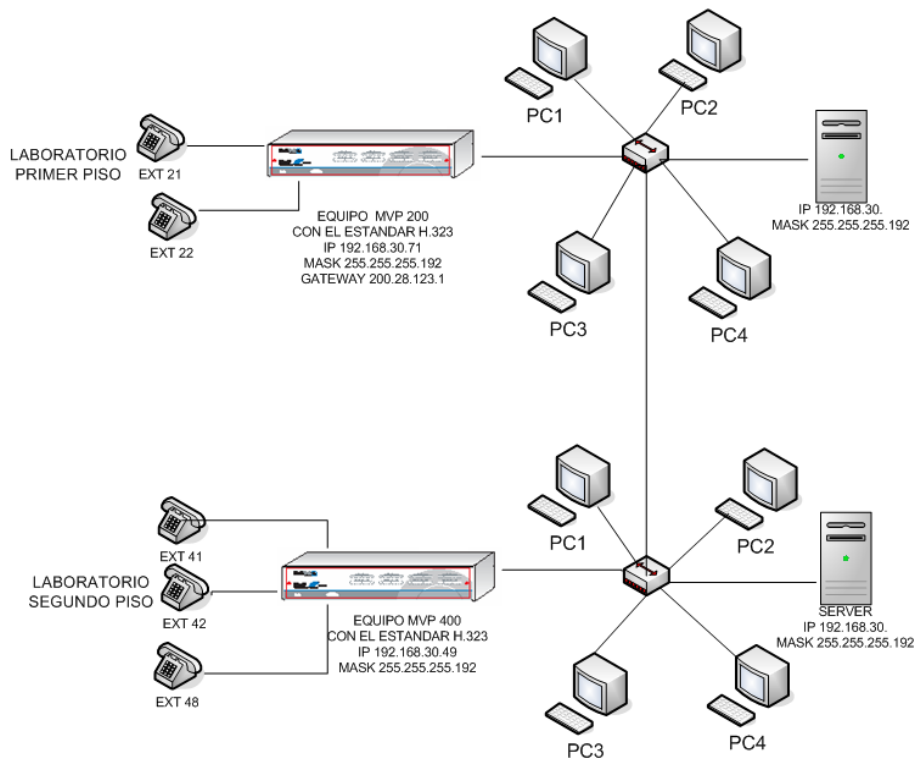 PC1
PC2
LABORATORIO
PRIMER PISO
EXT 21
EXT 22
EQUIPO MVP 200
CON EL ESTANDAR H.323
IP 192.168.30.71
MASK 255.255.255.192
GATEWAY 200.28.123.1
IP 192.168.30.
MASK 255.255.255.192
PC3
PC4
PC1
PC2
LABORATORIO
SEGUNDO PISO
EXT 41
EXT 42
EXT 48
EQUIPO MVP 400
CON EL ESTANDAR H.323
IP 192.168.30.49
MASK 255.255.255.192
SERVER
IP 192.168.30.
MASK 255.255.255.192
PC3
PC4